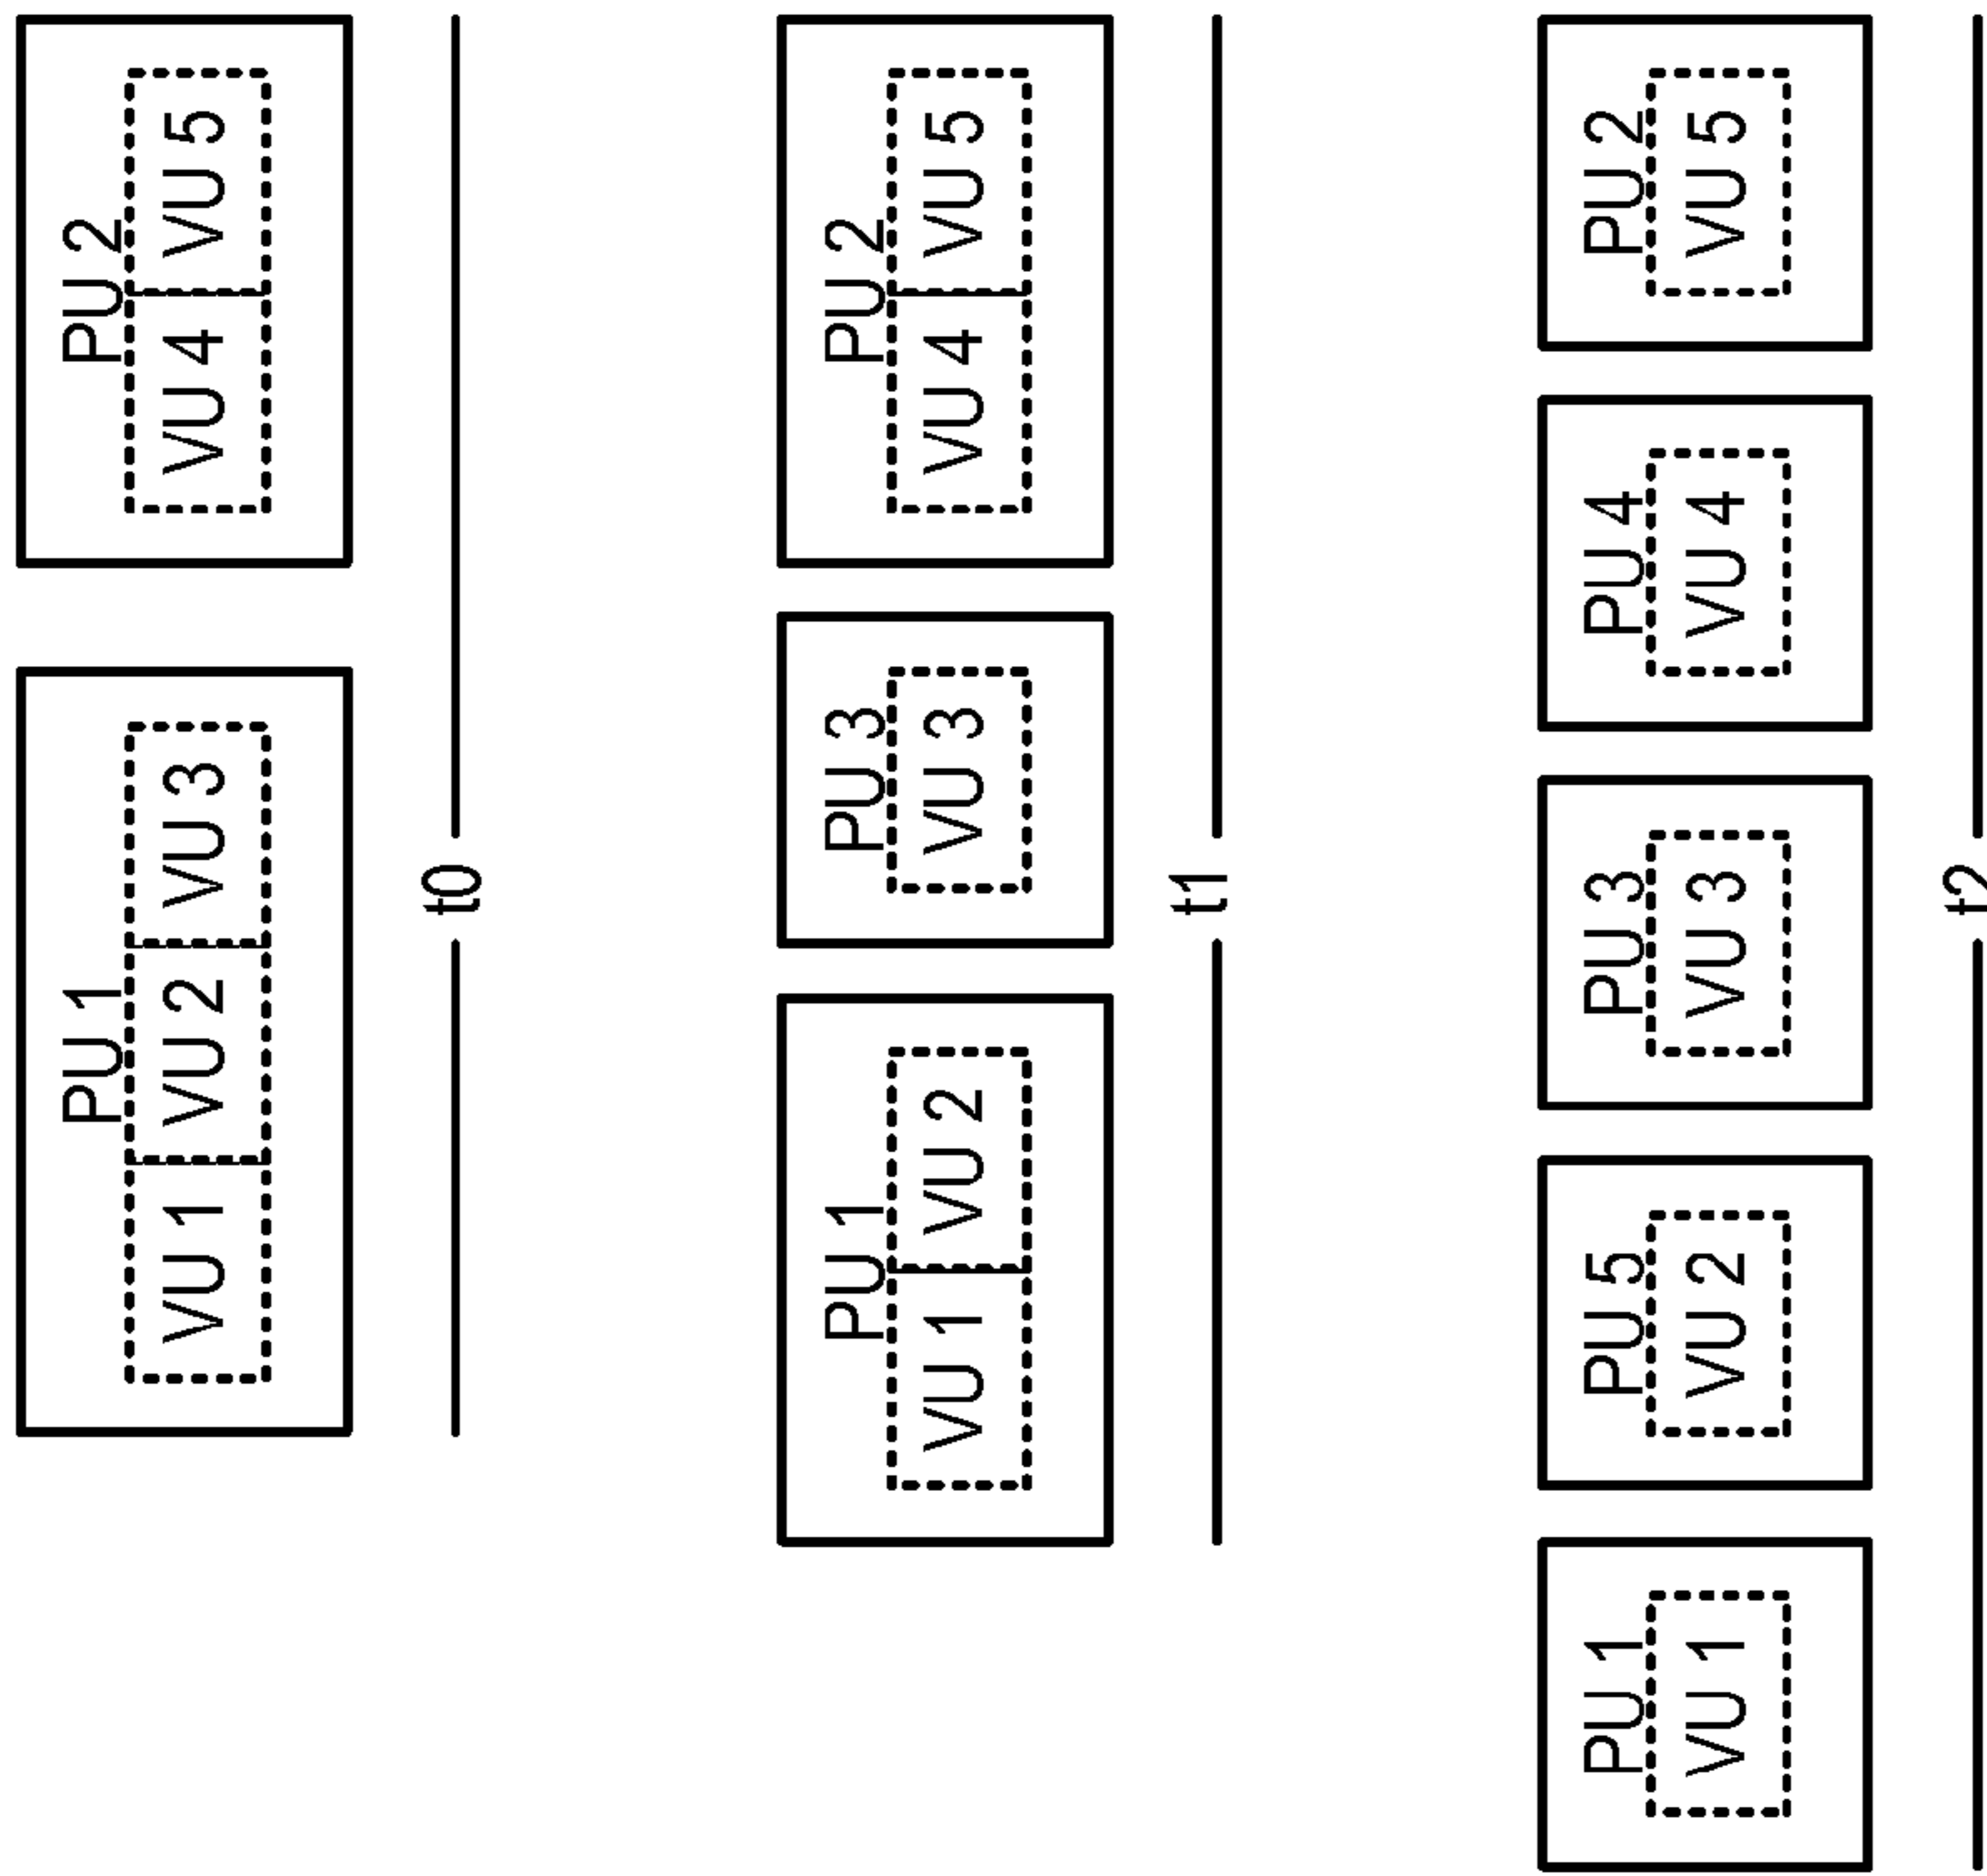 PU 1 PU 2
VU 1 VU 2 VU 3 VU 4 VU 5
t0
PU 1 PU 3 PU 2
VU 1 VU 2 VU 3 VU 4 VU 5
t1
PU 1 PU 5 PU 3 PU 4 PU 2
VU 1 VU 2 VU 3 VU 4 VU 5
t2